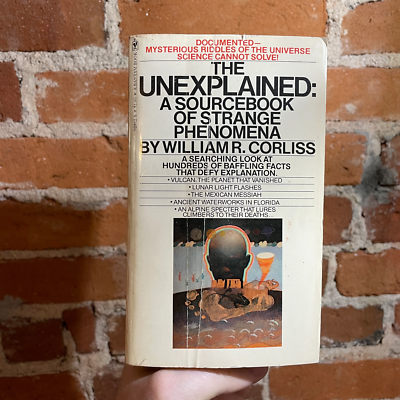 DOCUMENTED—
MYSTERIOUS RIDDLES OF THE UNIVERSE
SCIENCE CANNOT SOLVE!
THE
UNEXPLAINED:
A SOURCEBOOK
OF STRANGE
PHENOMENA
BY WILLIAM R. CORLISS
A SEARCHING LOOK AT
HUNDREDS OF BAFFLING FACTS
THAT DEFY EXPLANATION.
• VULCAN, THE PLANET THAT VANISHED
• LUNAR LIGHT FLASHES
• THE MEXICAN MESSIAH
• ANCIENT WATERWORKS IN FLORIDA
• AN ALPINE SPECTER THAT LURES
CLIMBERS TO THEIR DEATHS...